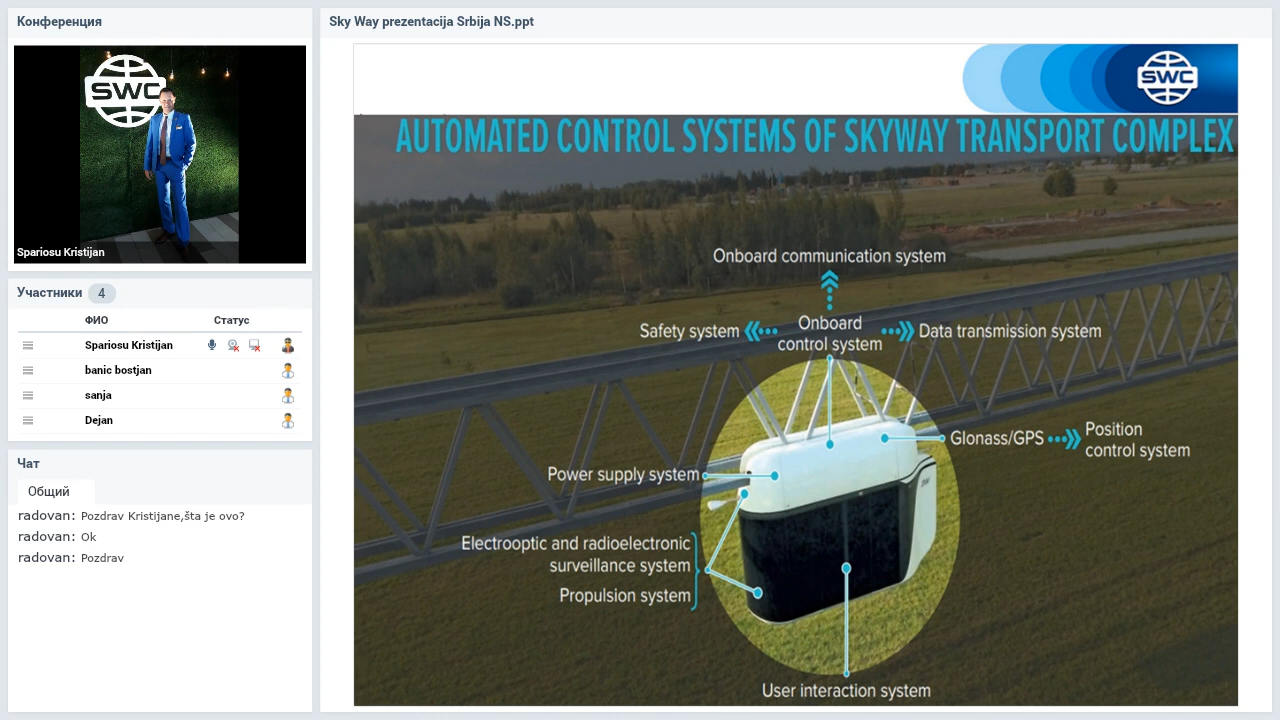 Конференция
SWC
Spariosu Kristijan
Участники 4
ФИО Статус
Spariosu Kristijan
banic bostjan
sanja
Dejan
Чат
Общий
radovan: Pozdrav Kristijane,šta je ovo?
radovan: Ok
radovan: Pozdrav
Sky Way prezentacija Srbija NS.ppt
SWC
AUTOMATED CONTROL SYSTEMS OF SKYWAY TRANSPORT COMPLEX
Onboard communication system
Safety system
Onboard
control system
Data transmission system
Glonass/GPS
Position
control system
Power supply system
Electrooptic and radioelectronic
surveillance system
Propulsion system
User interaction system